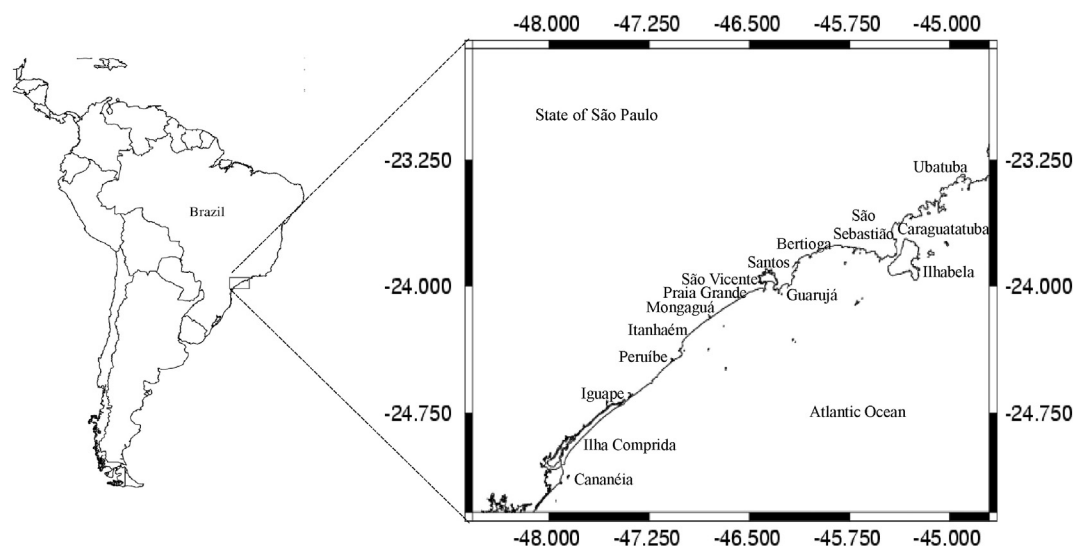 -48.000 -47.250 -46.500 -45.750 -45.000
State of São Paulo
-23.250 -23.250
Ubatuba
Brazil
São
Sebastião Caraguatatuba
Bertioga
Santos
Ilhabela
São Vicente
-24.000 -24.000
Praia Grande Guarujá
Mongaguá
Itanhaém
Peruíbe
Iguape
-24.750 Atlantic Ocean -24.750
Ilha Comprida
Cananéia
-48.000 -47.250 -46.500 -45.750 -45.000